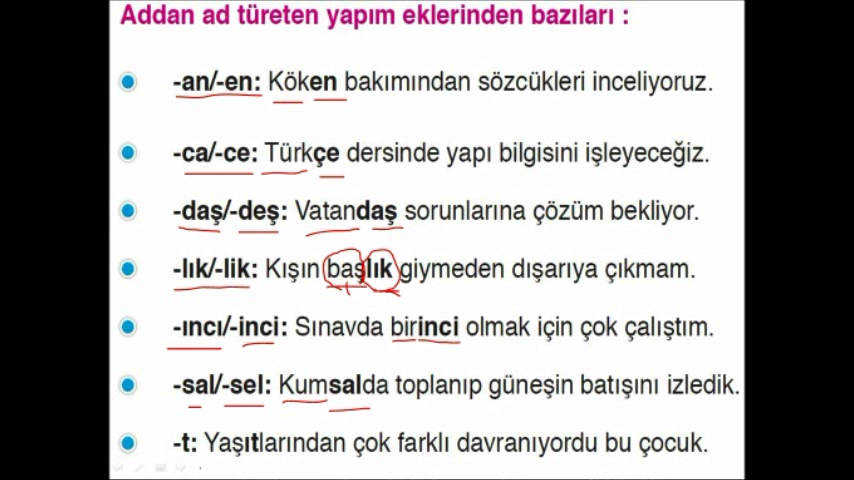 Addan ad türeten yapım eklerinden bazıları :
-an/-en: Köken bakımından sözcükleri inceliyoruz.
-ca/-ce: Türkçe dersinde yapı bilgisini işleyeceğiz.
-daş/-deş: Vatandaş sorunlarına çözüm bekliyor.
-lık/-lik: Kışın başlık giymeden dışarıya çıkmam.
-ıncı/-inci: Sınavda birinci olmak için çok çalıştım.
-sal/-sel: Kumsalda toplanıp güneşin batışını izledik.
-t: Yaşıtlarından çok farklı davranıyordu bu çocuk.